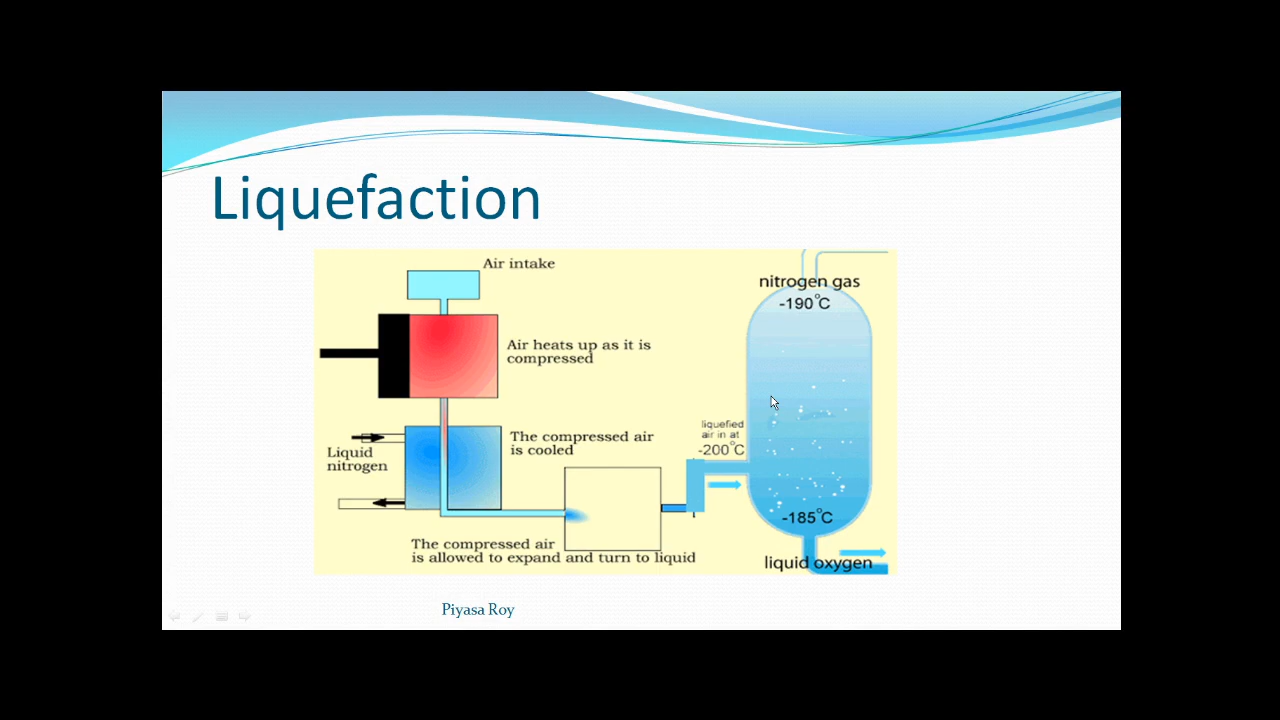 Liquefaction
Air intake
Air heats up as it is
compressed
The compressed air
is cooled
Liquid
nitrogen
The compressed air
is allowed to expand and turn to liquid
nitrogen gas
-190°C
liquefied
air in at
-200°C
-185°C
liquid oxygen
Piyasa Roy